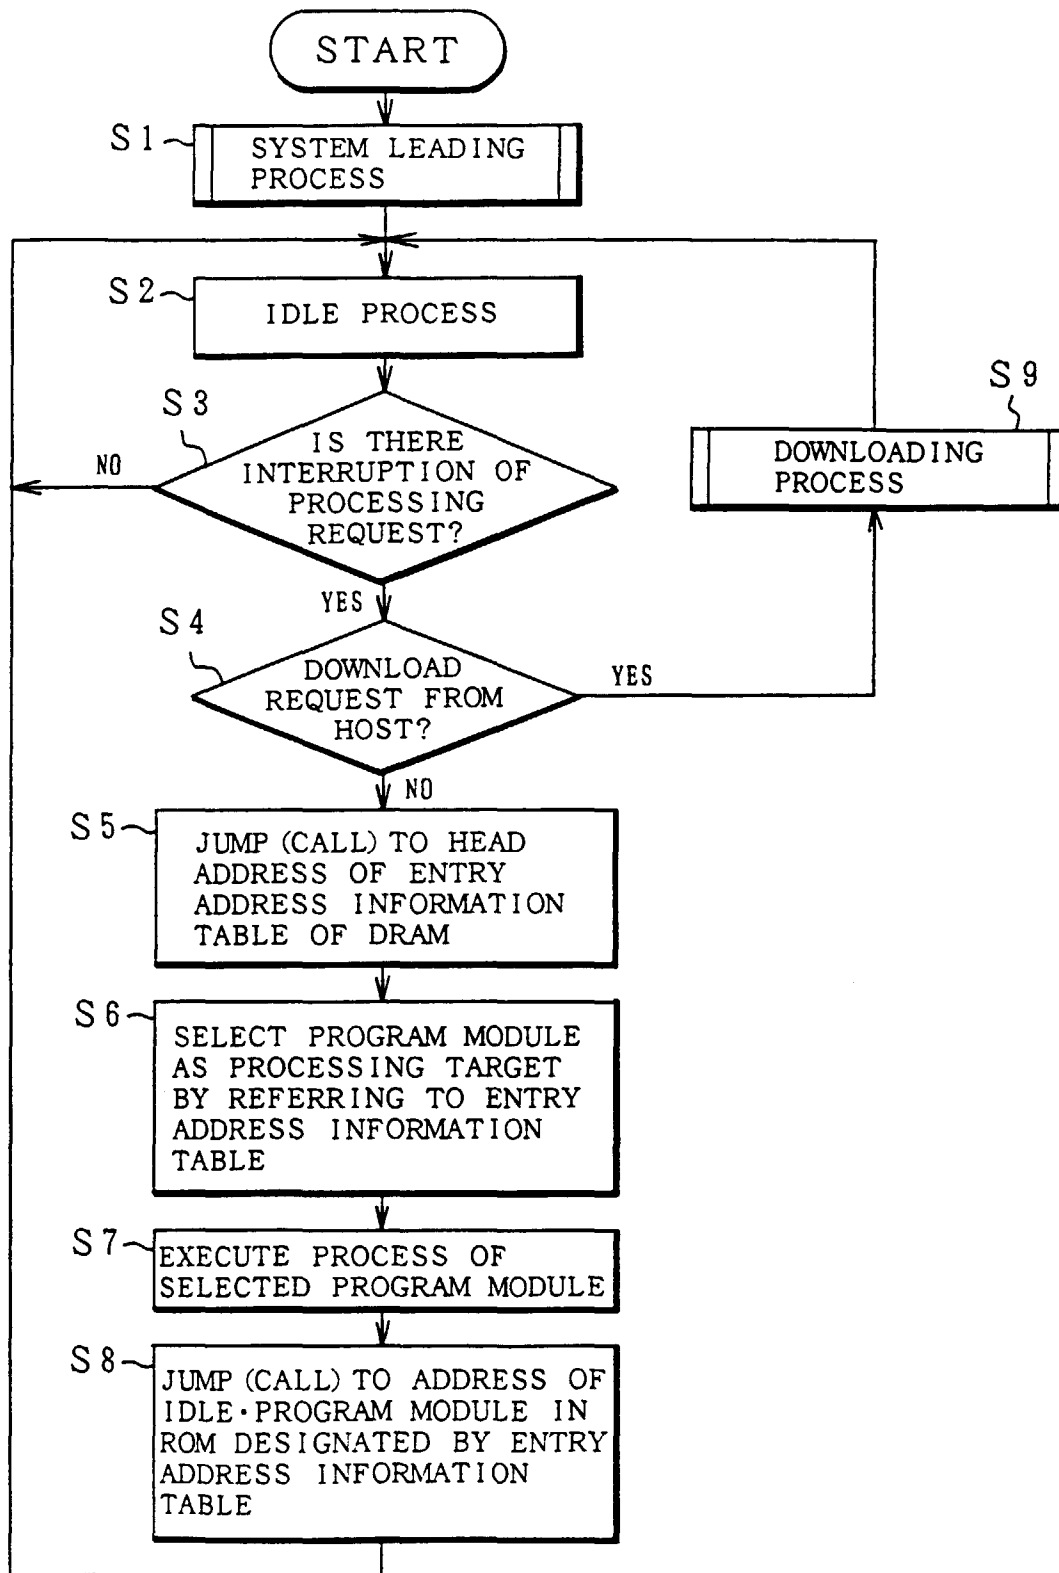 START
S1
SYSTEM LEADING
PROCESS
S2
IDLE PROCESS
S3
IS THERE
INTERRUPTION OF
PROCESSING
REQUEST?
NO
YES
S9
DOWNLOADING
PROCESS
S4
DOWNLOAD
REQUEST FROM
HOST?
YES
NO
S5
JUMP (CALL) TO HEAD
ADDRESS OF ENTRY
ADDRESS INFORMATION
TABLE OF DRAM
S6
SELECT PROGRAM MODULE
AS PROCESSING TARGET
BY REFERRING TO ENTRY
ADDRESS INFORMATION
TABLE
S7
EXECUTE PROCESS OF
SELECTED PROGRAM MODULE
S8
JUMP (CALL) TO ADDRESS OF
IDLE·PROGRAM MODULE IN
ROM DESIGNATED BY ENTRY
ADDRESS INFORMATION
TABLE